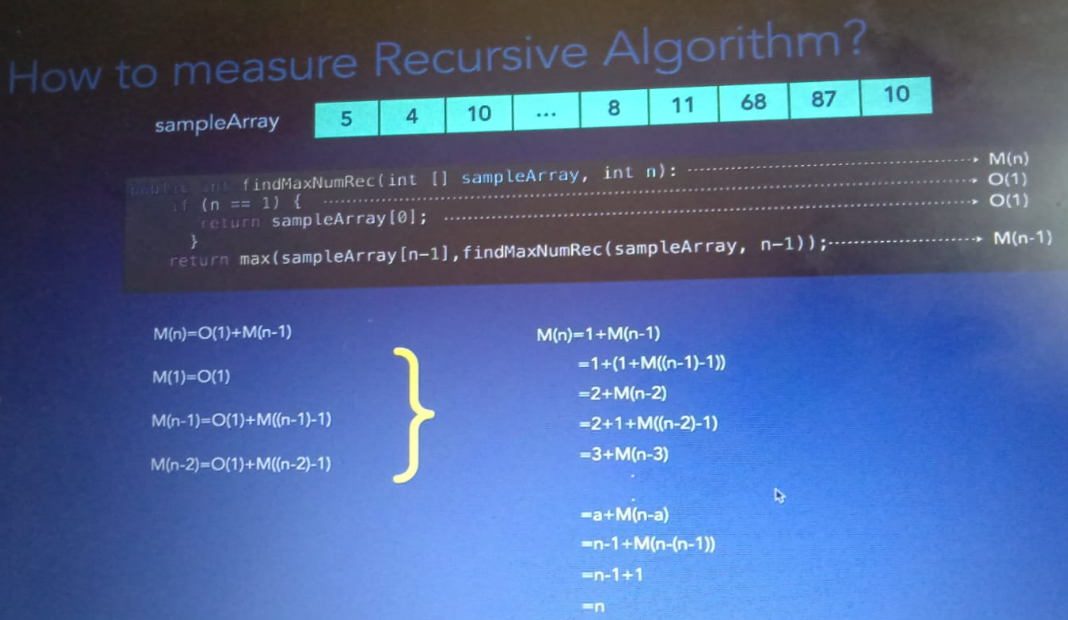 How to measure Recursive Algorithm?
sampleArray 5 4 10 ... 8 11 68 87 10
public int findMaxNumRec(int [] sampleArray, int n): M(n)
if (n == 1) { O(1)
return sampleArray[0]; O(1)
}
return max(sampleArray[n-1],findMaxNumRec(sampleArray, n-1)); M(n-1)
M(n)=O(1)+M(n-1)
M(1)=O(1)
M(n-1)=O(1)+M((n-1)-1)
M(n-2)=O(1)+M((n-2)-1)
}
M(n)=1+M(n-1)
=1+(1+M((n-1)-1))
=2+M(n-2)
=2+1+M((n-2)-1)
=3+M(n-3)
.
.
=a+M(n-a)
=n-1+M(n-(n-1))
=n-1+1
=n